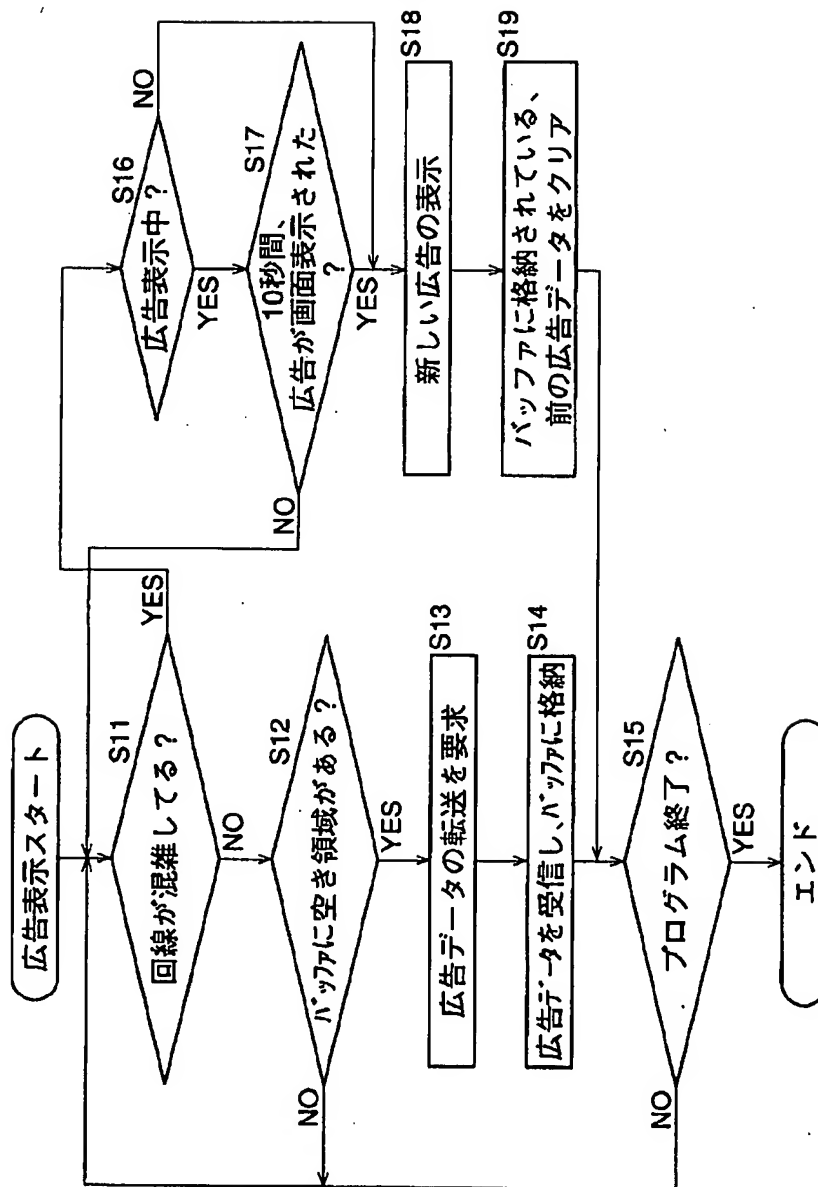 広告表示スタート
S11
回線が混雑してる？
YES
NO
S12
バッファに空き領域がある？
NO
YES
S13
広告データの転送を要求
S14
広告データを受信し、バッファに格納
S15
プログラム終了？
NO
YES
エンド
S16
広告表示中？
NO
YES
S17
10秒間、
広告が画面表示された
？
NO
YES
S18
新しい広告の表示
S19
バッファに格納されている、
前の広告データをクリア